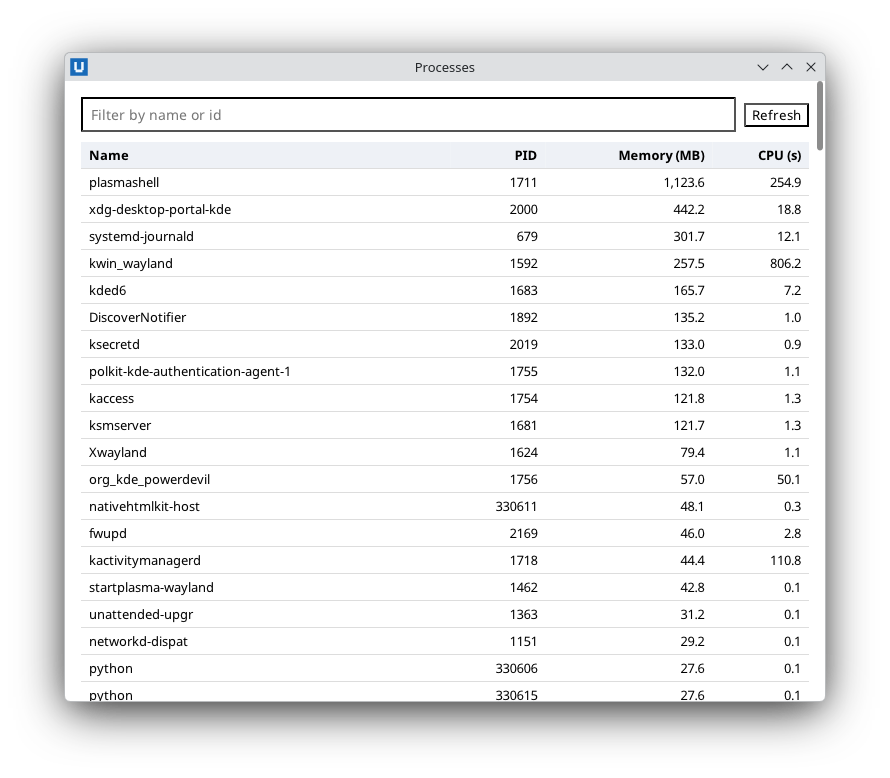 Processes
Filter by name or id
Refresh
Name PID Memory (MB) CPU (s)
plasmashell 1711 1,123.6 254.9
xdg-desktop-portal-kde 2000 442.2 18.8
systemd-journald 679 301.7 12.1
kwin_wayland 1592 257.5 806.2
kded6 1683 165.7 7.2
DiscoverNotifier 1892 135.2 1.0
ksecretd 2019 133.0 0.9
polkit-kde-authentication-agent-1 1755 132.0 1.1
kaccess 1754 121.8 1.3
ksmserver 1681 121.7 1.3
Xwayland 1624 79.4 1.1
org_kde_powerdevil 1756 57.0 50.1
nativehtmlkit-host 330611 48.1 0.3
fwupd 2169 46.0 2.8
kactivitymanagerd 1718 44.4 110.8
startplasma-wayland 1462 42.8 0.1
unattended-upgr 1363 31.2 0.1
networkd-dispat 1151 29.2 0.1
python 330606 27.6 0.1
python 330615 27.6 0.1